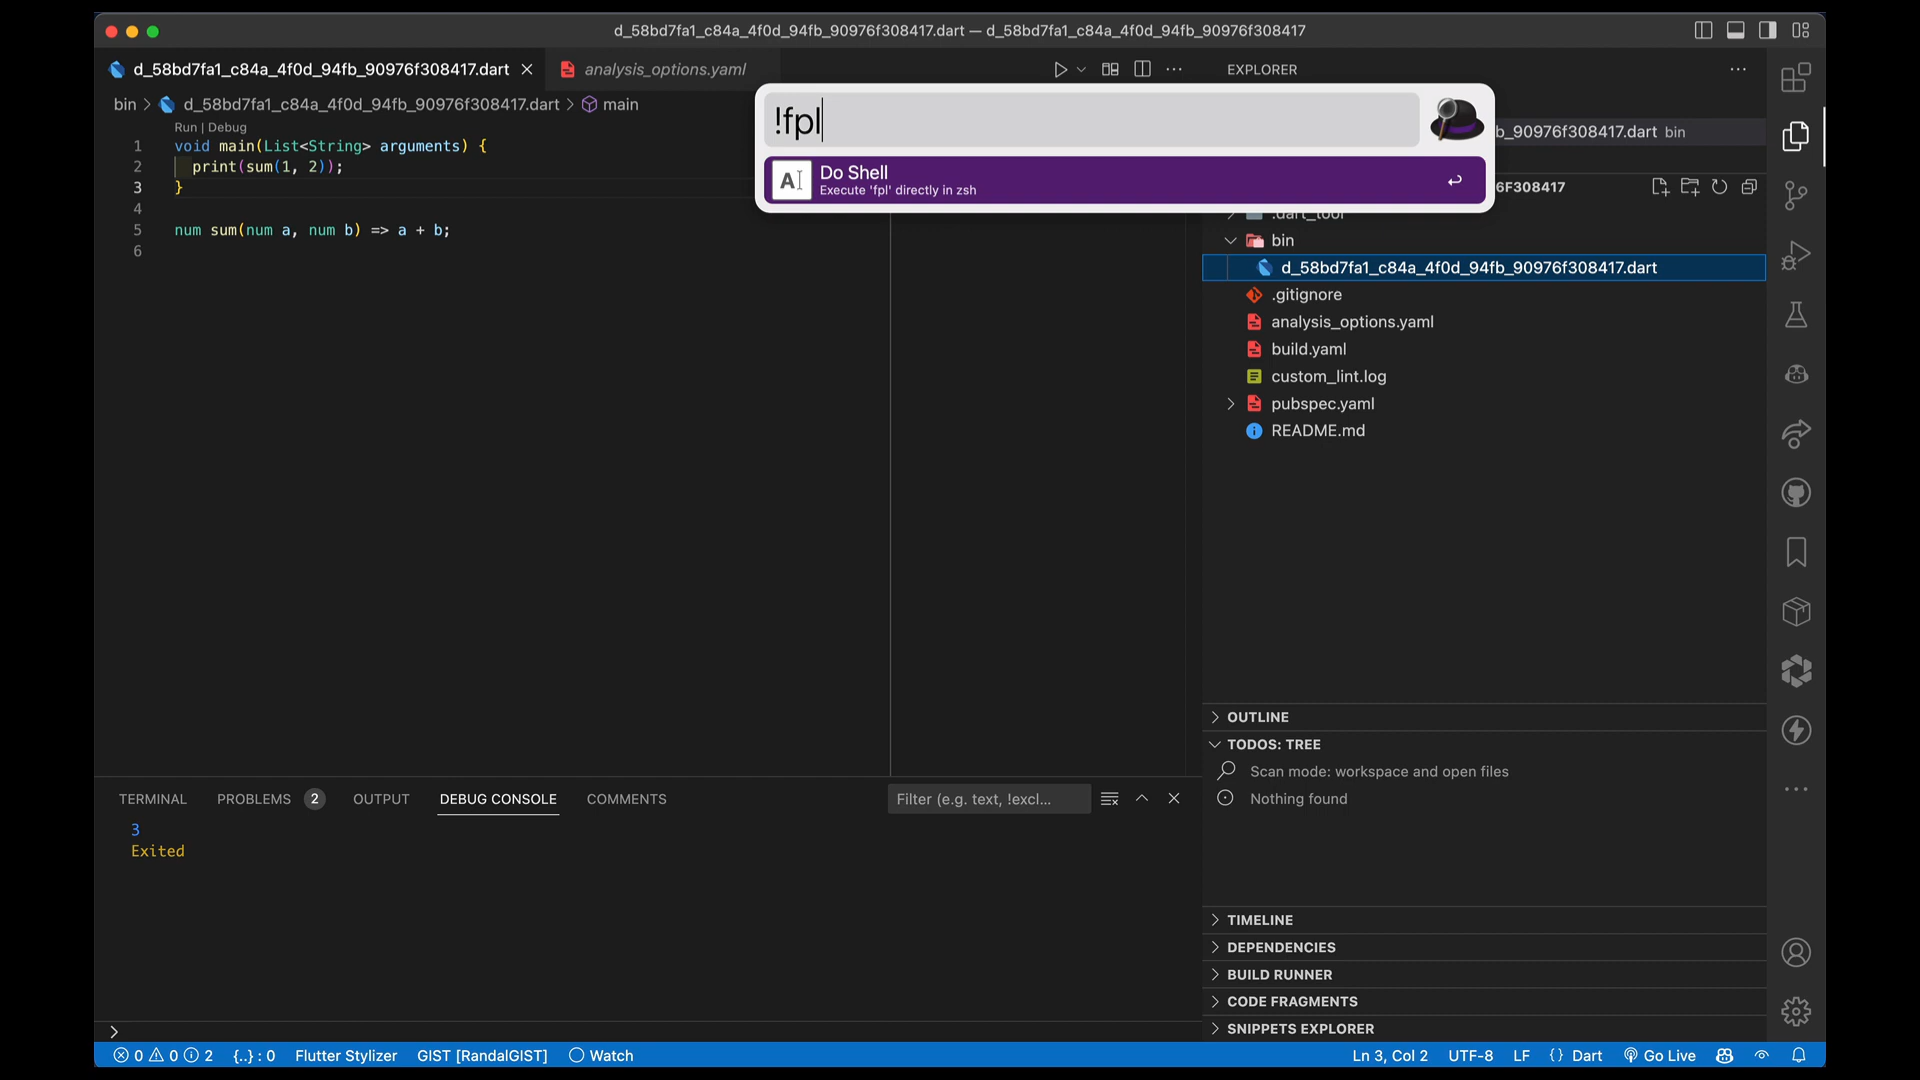 d_58bd7fa1_c84a_4f0d_94fb_90976f308417.dart — d_58bd7fa1_c84a_4f0d_94fb_90976f308417
d_58bd7fa1_c84a_4f0d_94fb_90976f308417.dart
analysis_options.yaml
EXPLORER
bin > d_58bd7fa1_c84a_4f0d_94fb_90976f308417.dart > main
!fpl
Do Shell
Execute 'fpl' directly in zsh
b_90976f308417.dart bin
6F308417
Run | Debug
1 void main(List<String> arguments) {
2 print(sum(1, 2));
3 }
4
5 num sum(num a, num b) => a + b;
6
.dart_tool
bin
d_58bd7fa1_c84a_4f0d_94fb_90976f308417.dart
.gitignore
analysis_options.yaml
build.yaml
custom_lint.log
pubspec.yaml
README.md
OUTLINE
TODOS: TREE
Scan mode: workspace and open files
Nothing found
TIMELINE
DEPENDENCIES
BUILD RUNNER
CODE FRAGMENTS
SNIPPETS EXPLORER
TERMINAL PROBLEMS 2 OUTPUT DEBUG CONSOLE COMMENTS
Filter (e.g. text, !excl...
3
Exited
0 0 2 {..} : 0 Flutter Stylizer GIST [RandalGIST] Watch
Ln 3, Col 2 UTF-8 LF {} Dart Go Live